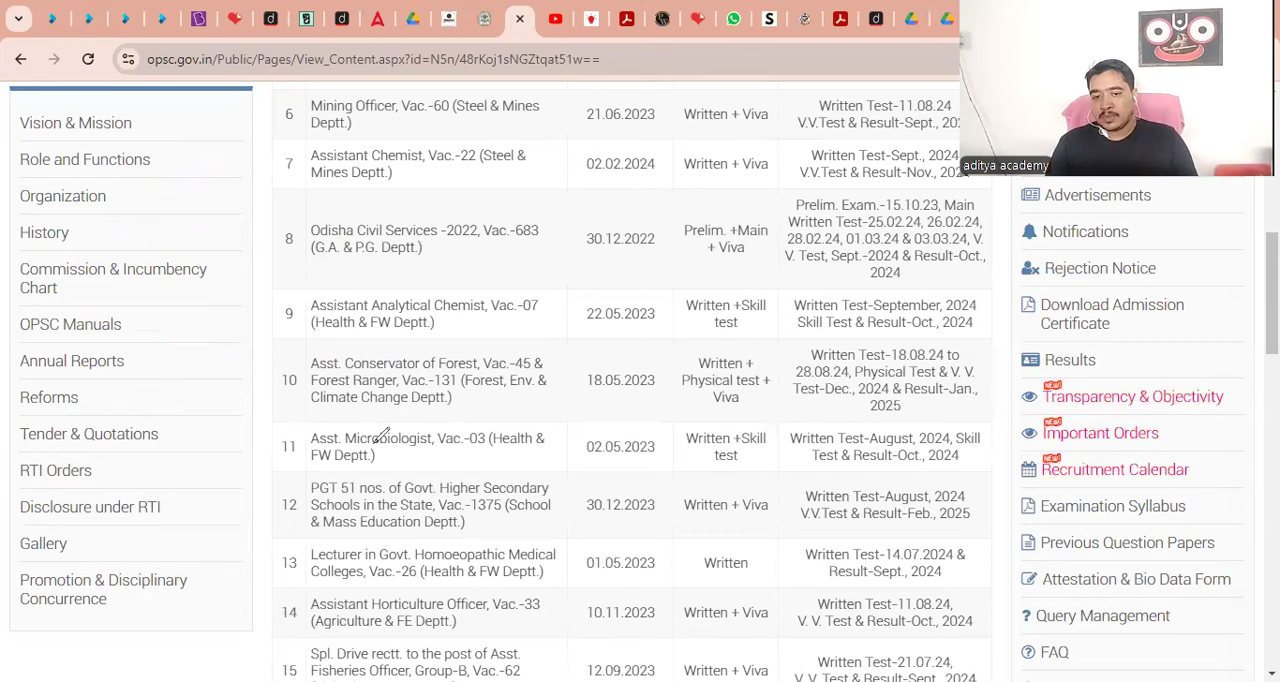 opsc.gov.in/Public/Pages/View_Content.aspx?id=N5n/48rKoj1sNGZtqat51w==
aditya academy
Vision & Mission
Role and Functions
Organization
History
Commission & Incumbency
Chart
OPSC Manuals
Annual Reports
Reforms
Tender & Quotations
RTI Orders
Disclosure under RTI
Gallery
Promotion & Disciplinary
Concurrence
6
Mining Officer, Vac.-60 (Steel & Mines
Deptt.)
21.06.2023
Written + Viva
Written Test-11.08.24
V.V.Test & Result-Sept., 202
7
Assistant Chemist, Vac.-22 (Steel &
Mines Deptt.)
02.02.2024
Written + Viva
Written Test-Sept., 2024
V.V.Test & Result-Nov., 202
8
Odisha Civil Services -2022, Vac.-683
(G.A. & P.G. Deptt.)
30.12.2022
Prelim. +Main
+ Viva
Prelim. Exam.-15.10.23, Main
Written Test-25.02.24, 26.02.24,
28.02.24, 01.03.24 & 03.03.24, V.
V. Test, Sept.-2024 & Result-Oct.,
2024
9
Assistant Analytical Chemist, Vac.-07
(Health & FW Deptt.)
22.05.2023
Written +Skill
test
Written Test-September, 2024
Skill Test & Result-Oct., 2024
10
Asst. Conservator of Forest, Vac.-45 &
Forest Ranger, Vac.-131 (Forest, Env. &
Climate Change Deptt.)
18.05.2023
Written +
Physical test +
Viva
Written Test-18.08.24 to
28.08.24, Physical Test & V. V.
Test-Dec., 2024 & Result-Jan.,
2025
11
Asst. Microbiologist, Vac.-03 (Health &
FW Deptt.)
02.05.2023
Written +Skill
test
Written Test-August, 2024, Skill
Test & Result-Oct., 2024
12
PGT 51 nos. of Govt. Higher Secondary
Schools in the State, Vac.-1375 (School
& Mass Education Deptt.)
30.12.2023
Written + Viva
Written Test-August, 2024
V.V.Test & Result-Feb., 2025
13
Lecturer in Govt. Homoeopathic Medical
Colleges, Vac.-26 (Health & FW Deptt.)
01.05.2023
Written
Written Test-14.07.2024 &
Result-Sept., 2024
14
Assistant Horticulture Officer, Vac.-33
(Agriculture & FE Deptt.)
10.11.2023
Written + Viva
Written Test-11.08.24,
V. V. Test & Result-Oct., 2024
15
Spl. Drive rectt. to the post of Asst.
Fisheries Officer, Group-B, Vac.-62
12.09.2023
Written + Viva
Written Test-21.07.24,
V. V. Test & Result-Sept., 2024
Advertisements
Notifications
Rejection Notice
Download Admission
Certificate
Results
NEW!
Transparency & Objectivity
NEW!
Important Orders
NEW!
Recruitment Calendar
Examination Syllabus
Previous Question Papers
Attestation & Bio Data Form
Query Management
FAQ